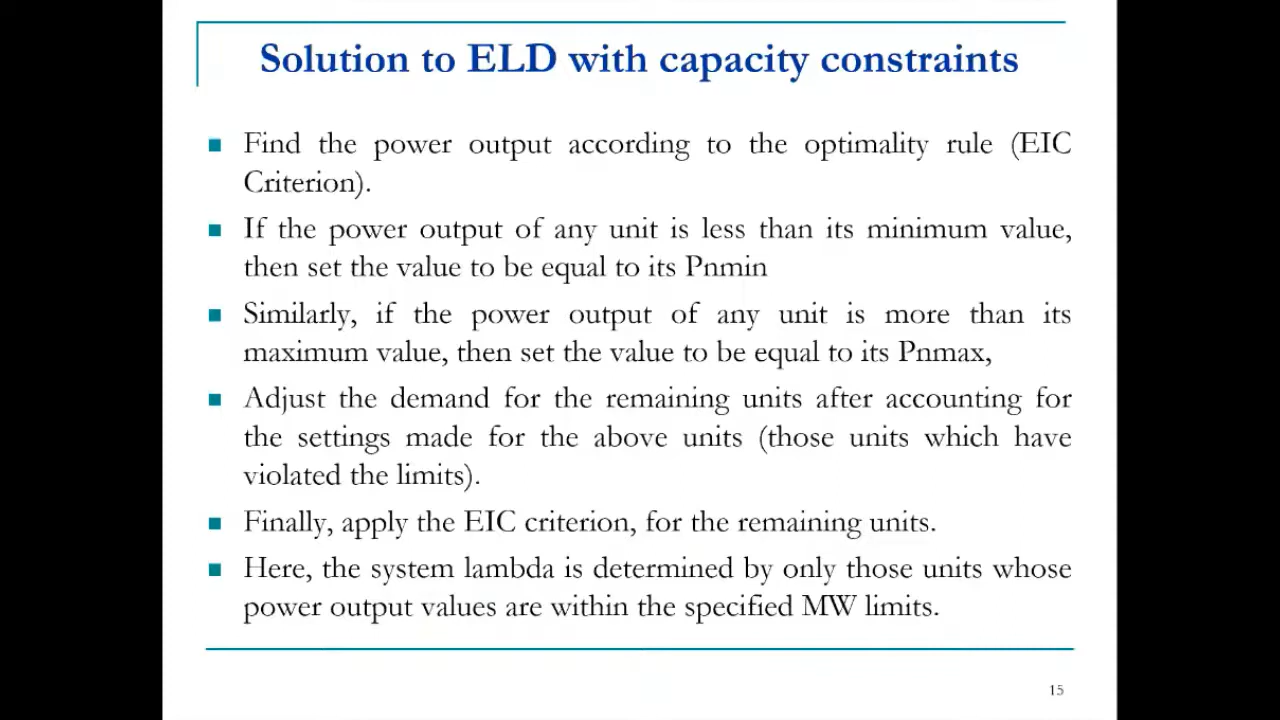 Solution to ELD with capacity constraints
Find the power output according to the optimality rule (EIC
Criterion).
If the power output of any unit is less than its minimum value,
then set the value to be equal to its Pnmin
Similarly, if the power output of any unit is more than its
maximum value, then set the value to be equal to its Pnmax,
Adjust the demand for the remaining units after accounting for
the settings made for the above units (those units which have
violated the limits).
Finally, apply the EIC criterion, for the remaining units.
Here, the system lambda is determined by only those units whose
power output values are within the specified MW limits.
15